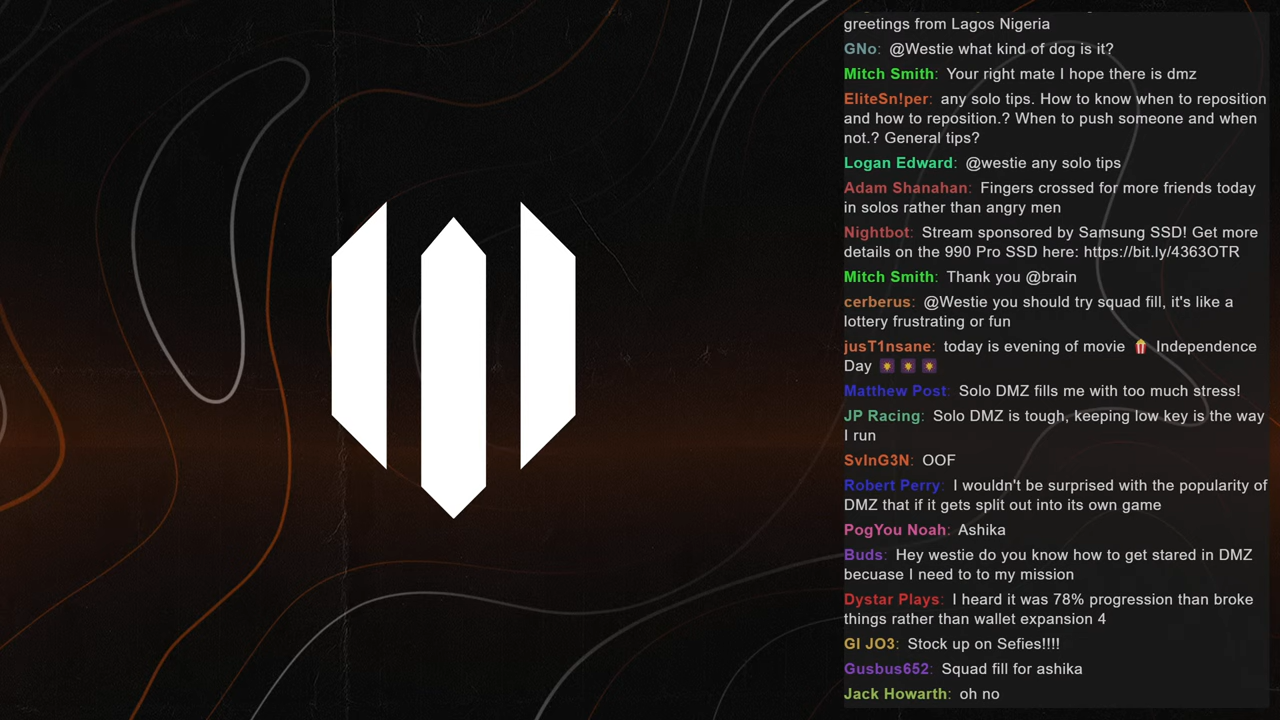 greetings from Lagos Nigeria
GNo: @Westie what kind of dog is it?
Mitch Smith: Your right mate I hope there is dmz
EliteSn!per: any solo tips. How to know when to reposition
and how to reposition.? When to push someone and when
not.? General tips?
Logan Edward: @westie any solo tips
Adam Shanahan: Fingers crossed for more friends today
in solos rather than angry men
Nightbot: Stream sponsored by Samsung SSD! Get more
details on the 990 Pro SSD here: https://bit.ly/4363OTR
Mitch Smith: Thank you @brain
cerberus: @Westie you should try squad fill, it's like a
lottery frustrating or fun
jusT1nsane: today is evening of movie 🍿 Independence
Day 🎇 🎇 🎇
Matthew Post: Solo DMZ fills me with too much stress!
JP Racing: Solo DMZ is tough, keeping low key is the way
I run
SvInG3N: OOF
Robert Perry: I wouldn't be surprised with the popularity of
DMZ that if it gets split out into its own game
PogYou Noah: Ashika
Buds: Hey westie do you know how to get stared in DMZ
becuase I need to to my mission
Dystar Plays: I heard it was 78% progression than broke
things rather than wallet expansion 4
GI JO3: Stock up on Sefies!!!!
Gusbus652: Squad fill for ashika
Jack Howarth: oh no